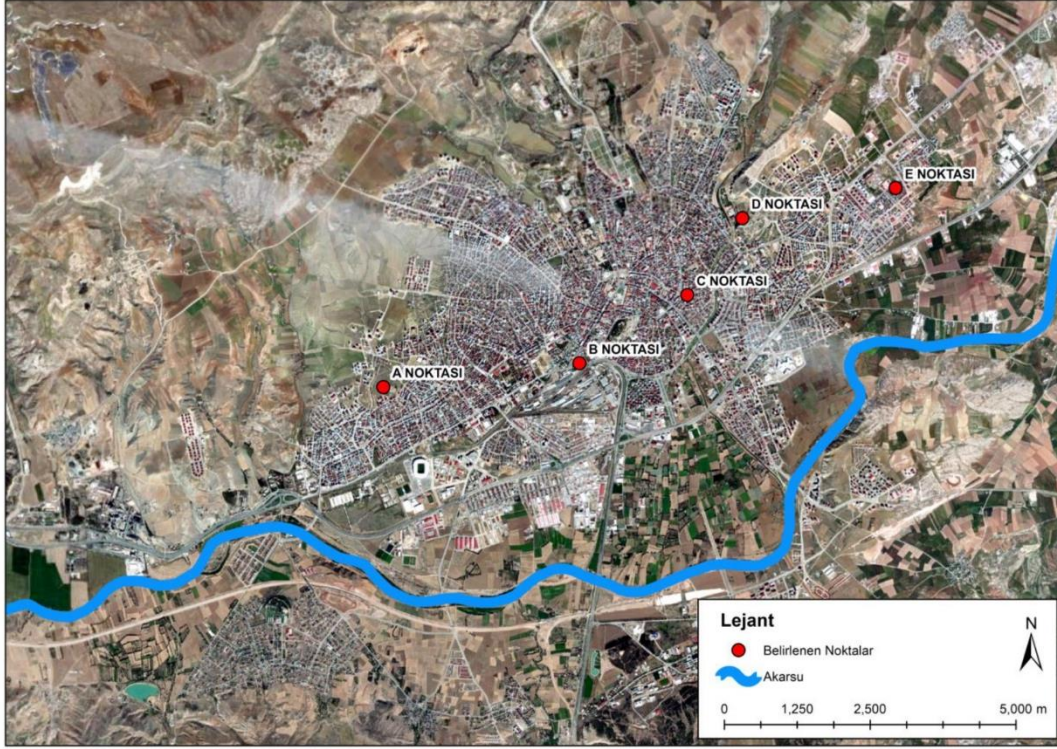 E NOKTASI
D NOKTASI
C NOKTASI
B NOKTASI
A NOKTASI
Lejant
Belirlenen Noktalar
Akarsu
N
0 1,250 2,500 5,000 m